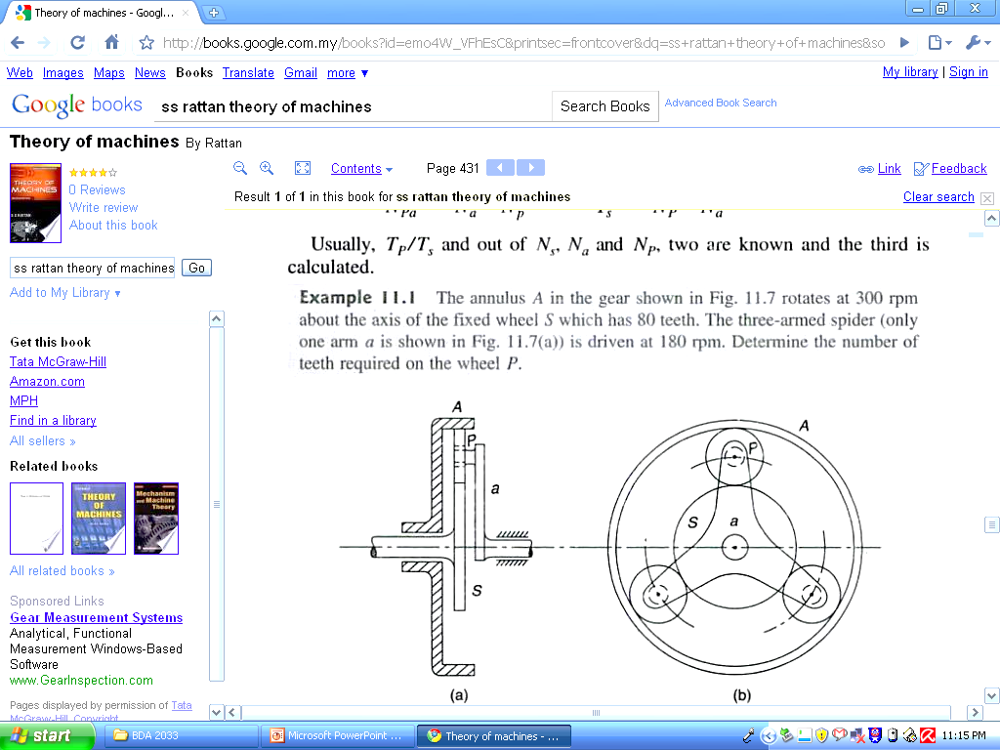 Theory of machines - Googl...
http://books.google.com.my/books?id=emo4W_VFhEsC&printsec=frontcover&dq=ss+rattan+theory+of+machines&so
Web Images Maps News Books Translate Gmail more ▼
My library | Sign in
Google books
ss rattan theory of machines
Search Books
Advanced Book Search
Theory of machines By Rattan
0 Reviews
Write review
About this book
Contents
Page 431
Link
Feedback
Result 1 of 1 in this book for ss rattan theory of machines
Clear search
ss rattan theory of machines
Go
Add to My Library ▼
Get this book
Tata McGraw-Hill
Amazon.com
MPH
Find in a library
All sellers »
Related books
THEORY OF MACHINES
Mechanism and Machine Theory
All related books »
Sponsored Links
Gear Measurement Systems
Analytical, Functional
Measurement Windows-Based
Software
www.GearInspection.com
Pages displayed by permission of Tata
McGraw-Hill. Copyright.
Usually, T_P/T_s and out of N_s, N_a and N_P, two are known and the third is
calculated.
Example 11.1 The annulus A in the gear shown in Fig. 11.7 rotates at 300 rpm
about the axis of the fixed wheel S which has 80 teeth. The three-armed spider (only
one arm a is shown in Fig. 11.7(a)) is driven at 180 rpm. Determine the number of
teeth required on the wheel P.
A
P
a
S
(a)
A
P
S
a
(b)
start
BDA 2033
Microsoft PowerPoint ...
Theory of machines - ...
11:15 PM